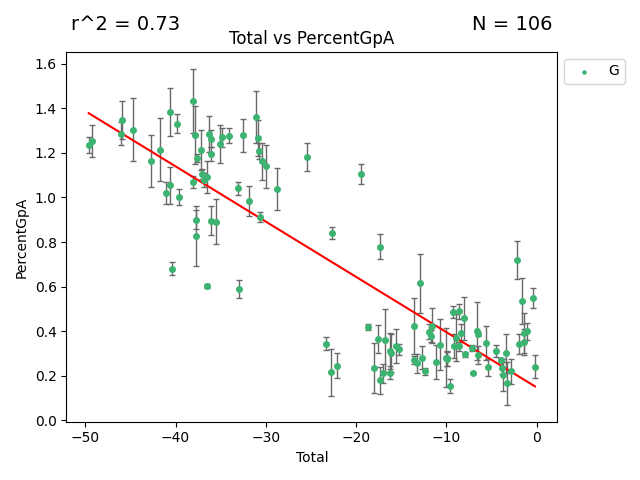 r^2 = 0.73
N = 106
Total vs PercentGpA
G
PercentGpA
1.6
1.4
1.2
1.0
0.8
0.6
0.4
0.2
0.0
−50
−40
−30
−20
−10
0
Total